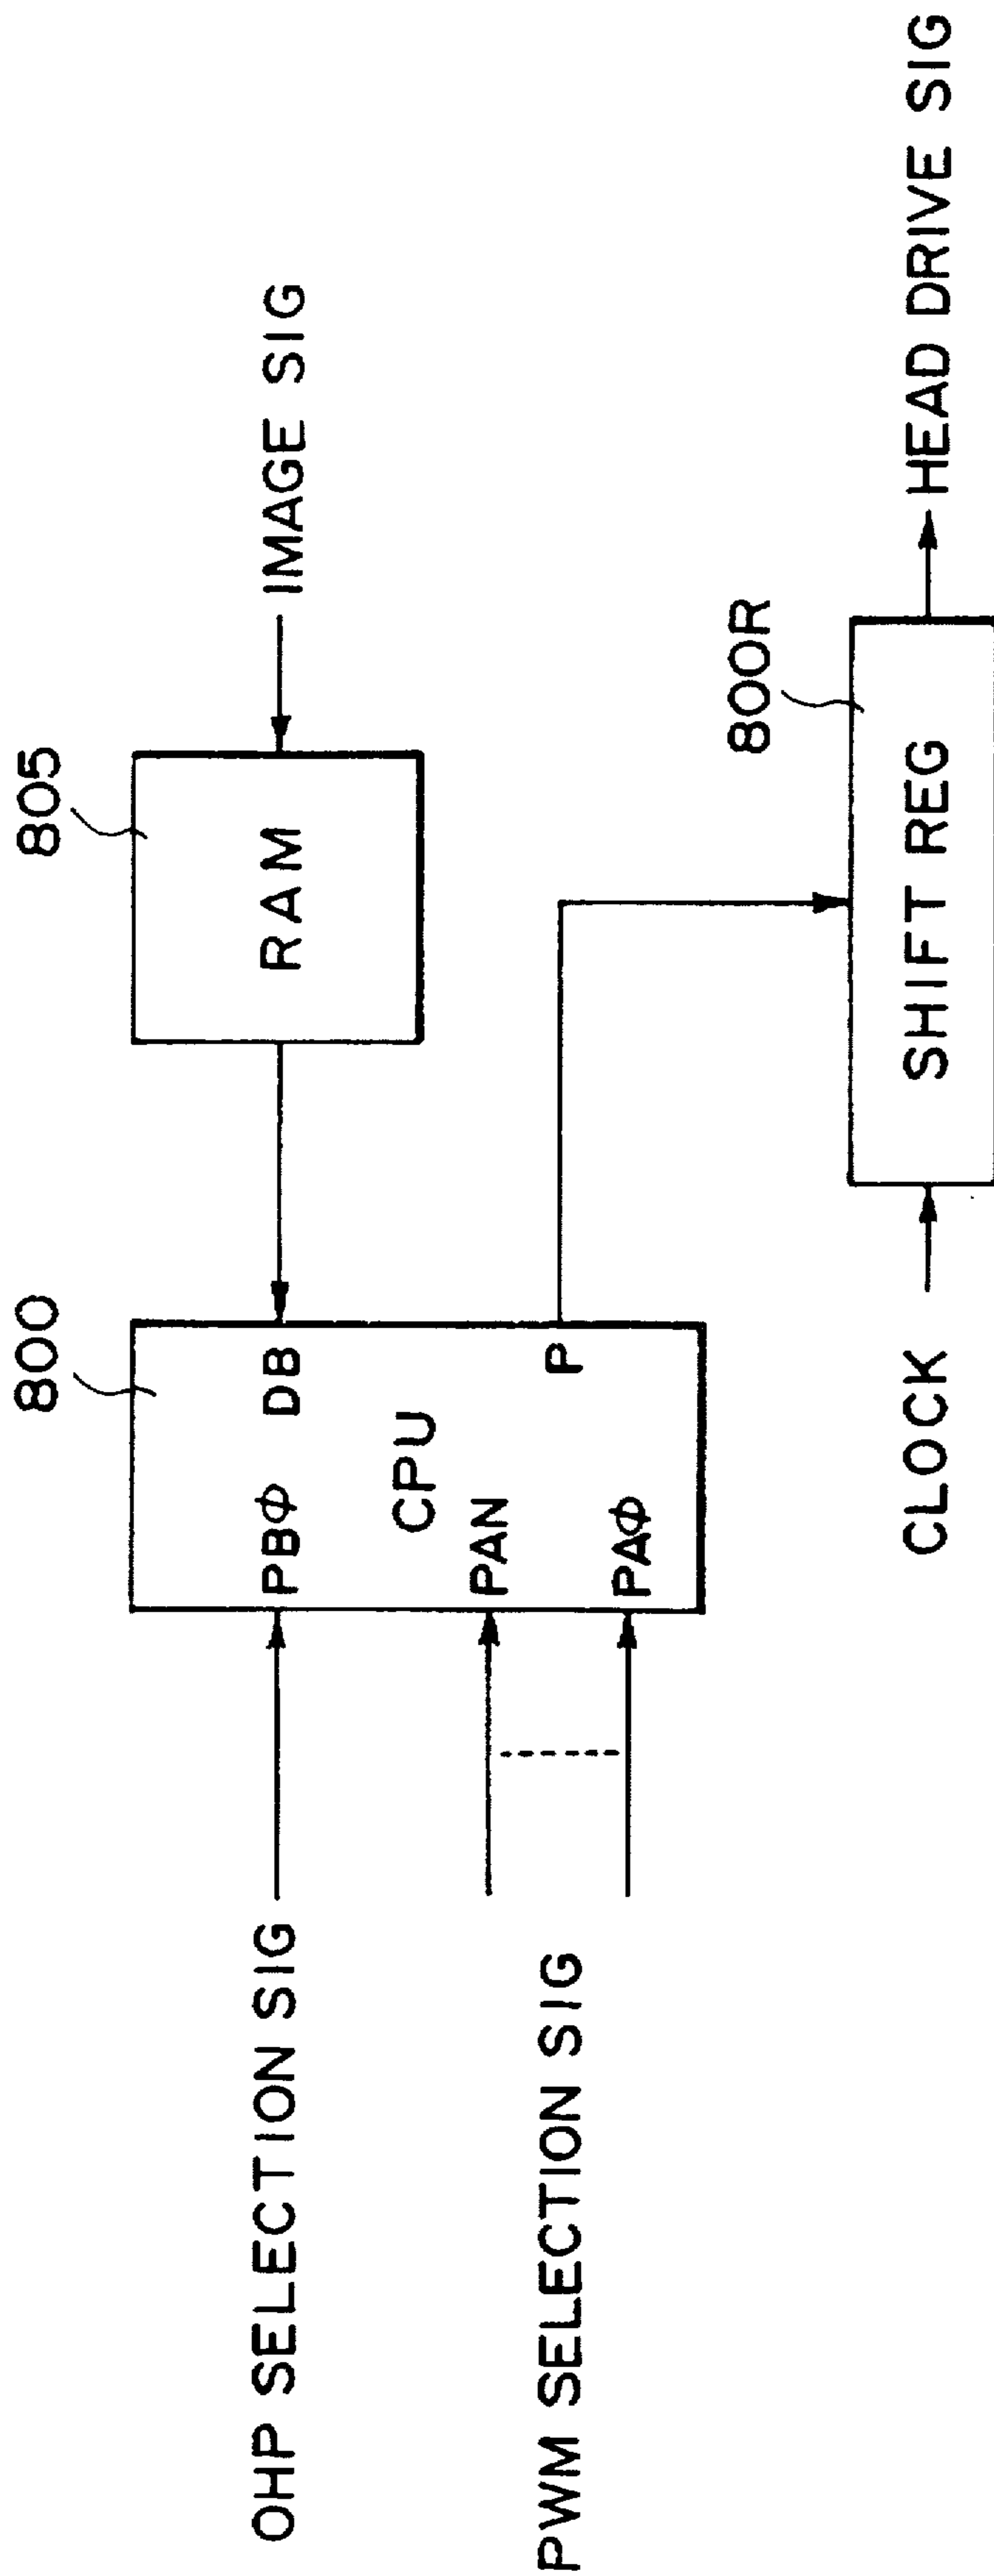 800
805
OHP SELECTION SIG
PBΦ
DB
RAM
IMAGE SIG
CPU
PAN
PWM SELECTION SIG
PAΦ
P
800R
CLOCK
SHIFT REG
HEAD DRIVE SIG